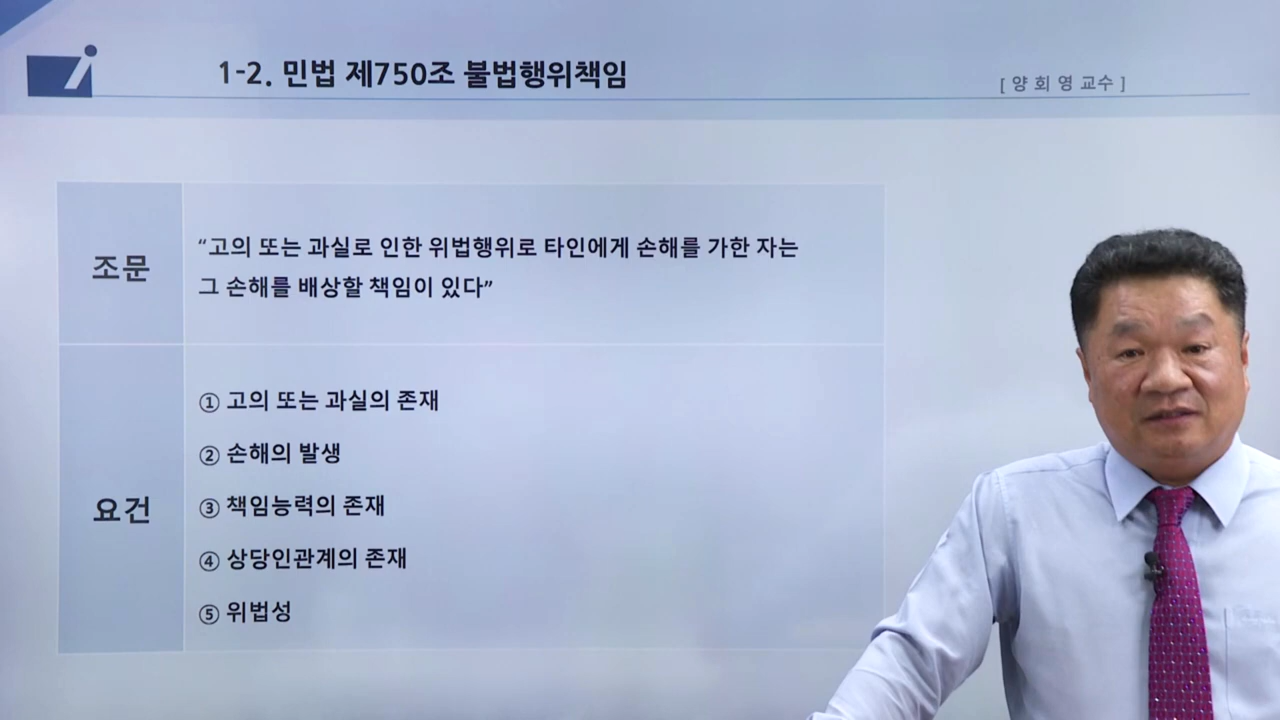 1-2. 민법 제750조 불법행위책임
[ 양 회 영 교수 ]
조문
“고의 또는 과실로 인한 위법행위로 타인에게 손해를 가한 자는
그 손해를 배상할 책임이 있다”
요건
① 고의 또는 과실의 존재
② 손해의 발생
③ 책임능력의 존재
④ 상당인관계의 존재
⑤ 위법성